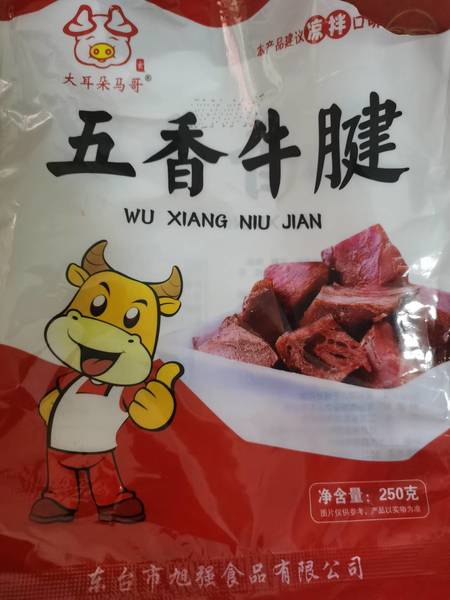 本产品建议凉拌口味
大耳朵马哥®
五香牛腱
WU XIANG NIU JIAN
净含量：250克
图片仅供参考，产品以实物为准
东台市旭强食品有限公司